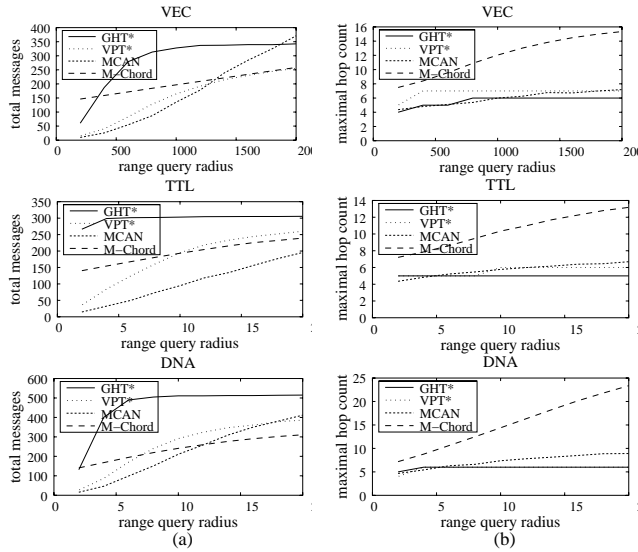 VEC
total messages
400
350
300
250
200
150
100
50
0
GHT*
VPT*
MCAN
M-Chord
0 500 1000 1500 200
range query radius
VEC
maximal hop count
16
14
12
10
8
6
4
2
0
GHT*
VPT*
MCAN
M-Chord
0 500 1000 1500 200
range query radius
TTL
total messages
350
300
250
200
150
100
50
0
GHT*
VPT*
MCAN
M-Chord
0 5 10 15
range query radius
TTL
maximal hop count
14
12
10
8
6
4
2
0
GHT*
VPT*
MCAN
M-Chord
0 5 10 15
range query radius
DNA
total messages
600
500
400
300
200
100
0
GHT*
VPT*
MCAN
M-Chord
0 5 10 15
range query radius
(a)
DNA
maximal hop count
25
20
15
10
5
0
GHT*
VPT*
MCAN
M-Chord
0 5 10 15
range query radius
(b)